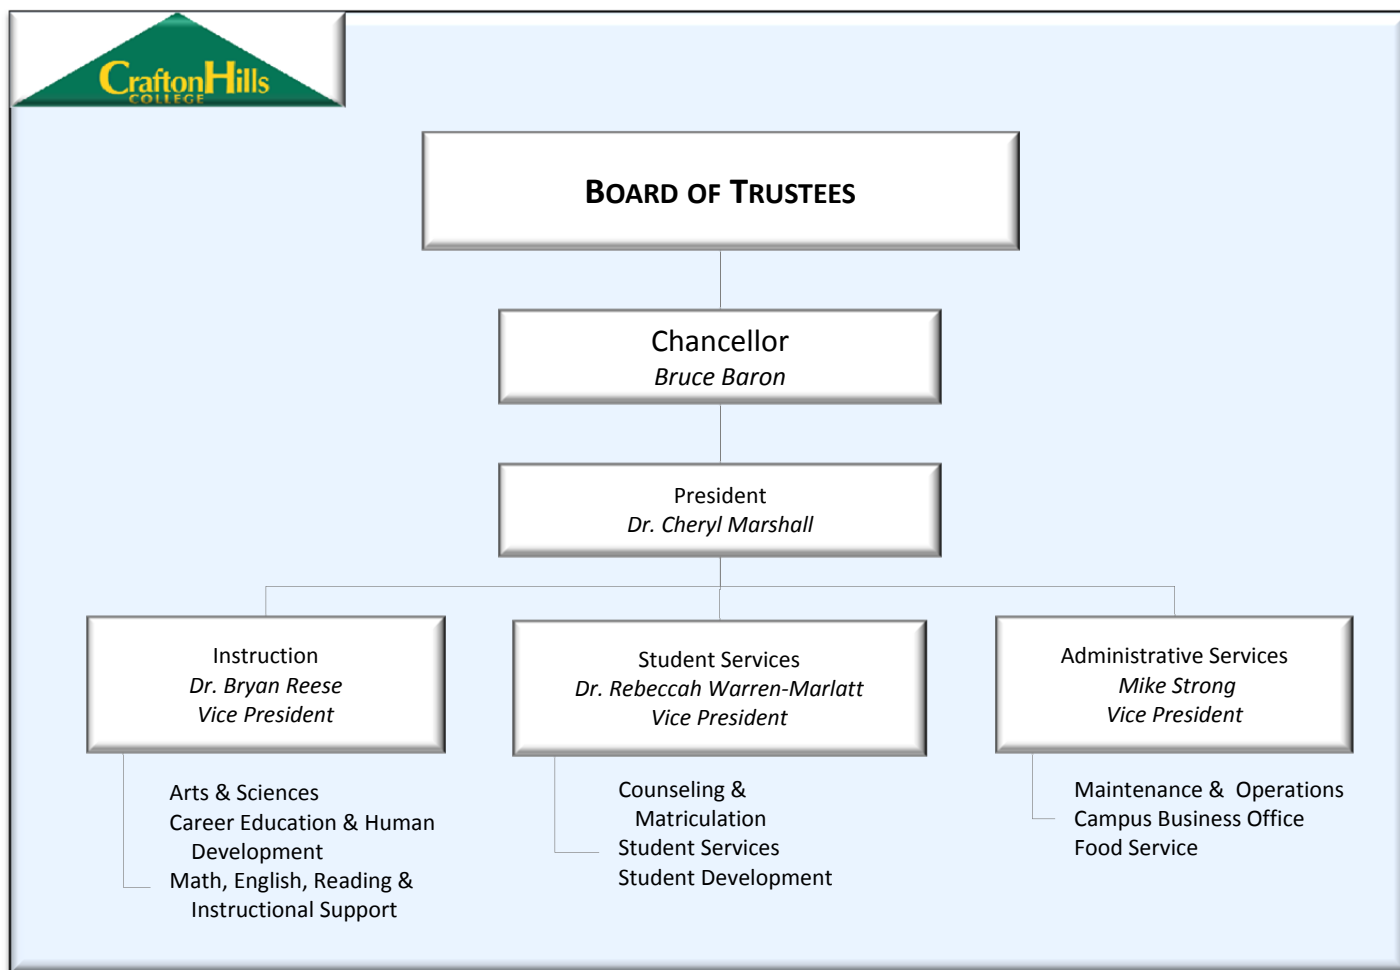 CraftonHills
COLLEGE
BOARD OF TRUSTEES
Chancellor
Bruce Baron
President
Dr. Cheryl Marshall
Instruction
Dr. Bryan Reese
Vice President
Student Services
Dr. Rebeccah Warren-Marlatt
Vice President
Administrative Services
Mike Strong
Vice President
Arts & Sciences
Career Education & Human
Development
Math, English, Reading &
Instructional Support
Counseling &
Matriculation
Student Services
Student Development
Maintenance &  Operations
Campus Business Office
Food Service